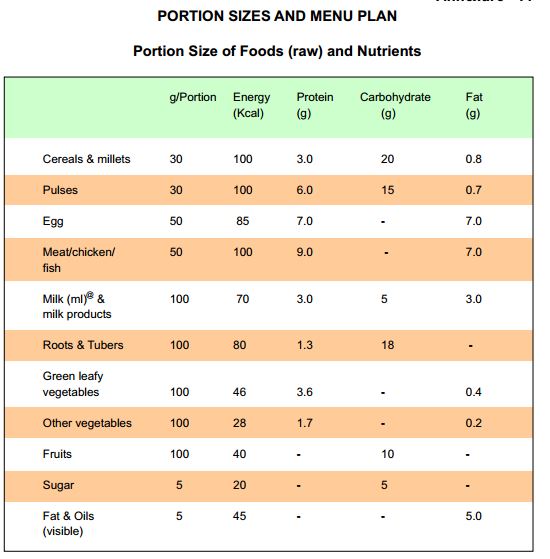 PORTION SIZES AND MENU PLAN
Portion Size of Foods (raw) and Nutrients
g/Portion Energy Protein Carbohydrate Fat
(Kcal) (g) (g) (g)
Cereals & millets 30 100 3.0 20 0.8
Pulses 30 100 6.0 15 0.7
Egg 50 85 7.0 - 7.0
Meat/chicken/ 50 100 9.0 - 7.0
fish
Milk (ml)@ & 100 70 3.0 5 3.0
milk products
Roots & Tubers 100 80 1.3 18 -
Green leafy
vegetables 100 46 3.6 - 0.4
Other vegetables 100 28 1.7 - 0.2
Fruits 100 40 - 10 -
Sugar 5 20 - 5 -
Fat & Oils 5 45 - - 5.0
(visible)